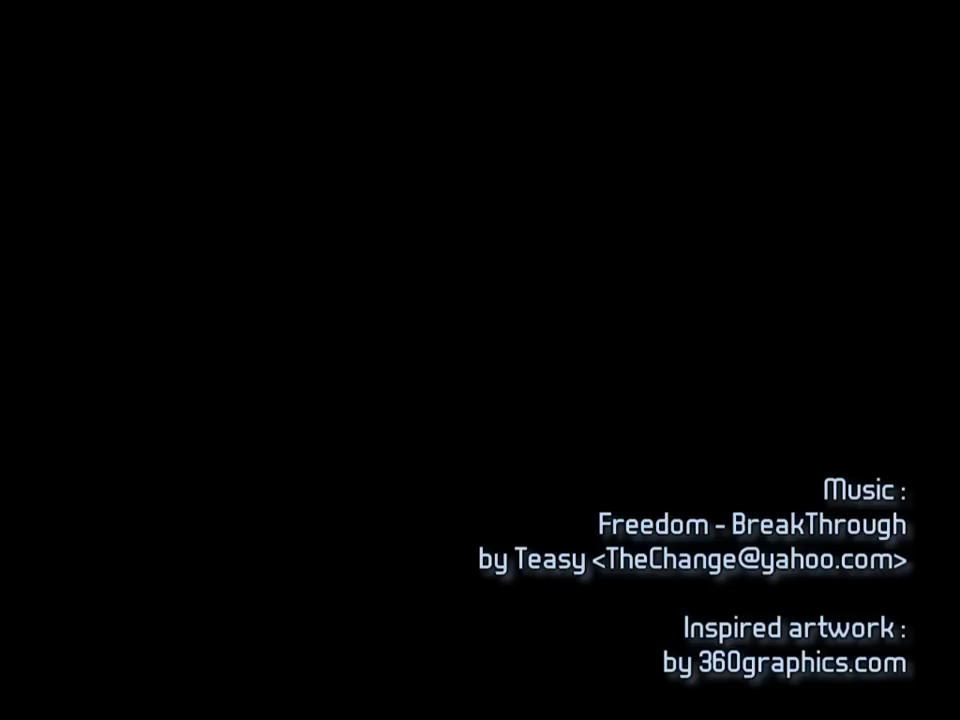 Music :
Freedom - BreakThrough
by Teasy <TheChange@yahoo.com>
Inspired artwork :
by 360graphics.com